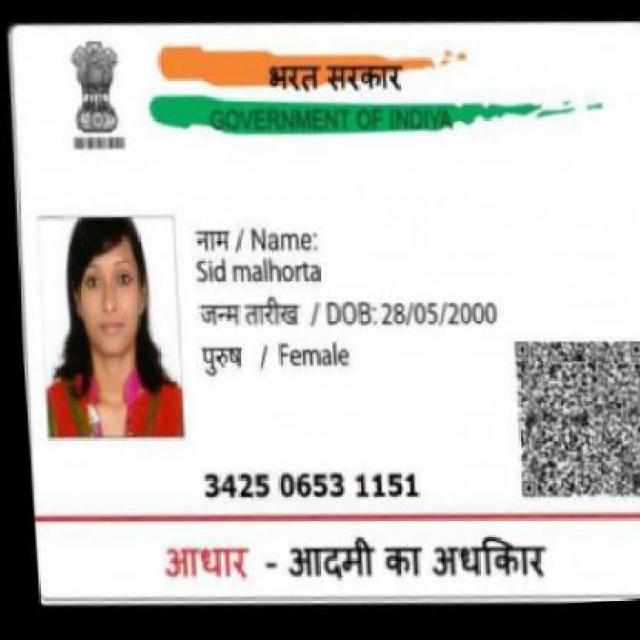 भरत सरकार
GOVERNMENT OF INDIYA
नाम / Name:
Sid malhorta
जन्म तारीख / DOB: 28/05/2000
पुरुष / Female
3425 0653 1151
आधार - आदमी का अधकिार